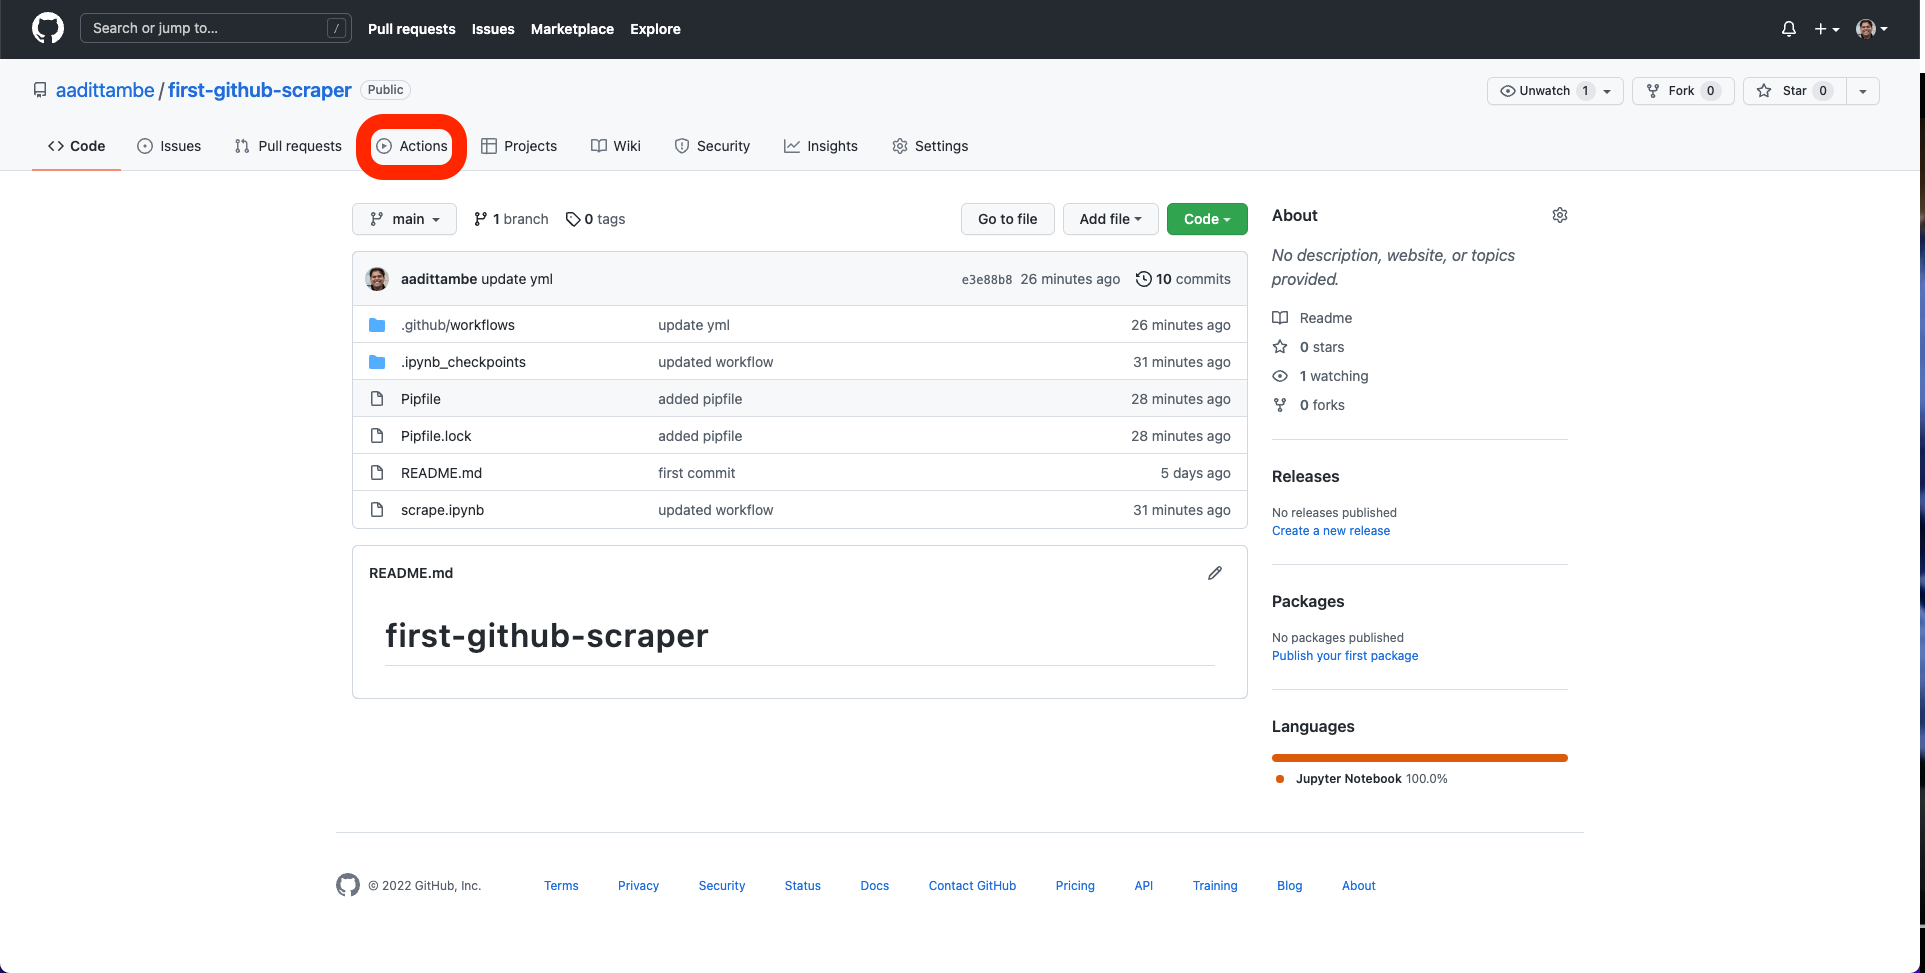 Search or jump to... / Pull requests Issues Marketplace Explore
aadittambe / first-github-scraper Public Unwatch 1 Fork 0 Star 0
<> Code Issues Pull requests Actions Projects Wiki Security Insights Settings
main 1 branch 0 tags Go to file Add file Code
aadittambe update yml e3e88b8 26 minutes ago 10 commits
.github/workflows update yml 26 minutes ago
.ipynb_checkpoints updated workflow 31 minutes ago
Pipfile added pipfile 28 minutes ago
Pipfile.lock added pipfile 28 minutes ago
README.md first commit 5 days ago
scrape.ipynb updated workflow 31 minutes ago
README.md
first-github-scraper
About
No description, website, or topics
provided.
Readme
0 stars
1 watching
0 forks
Releases
No releases published
Create a new release
Packages
No packages published
Publish your first package
Languages
Jupyter Notebook 100.0%
© 2022 GitHub, Inc. Terms Privacy Security Status Docs Contact GitHub Pricing API Training Blog About